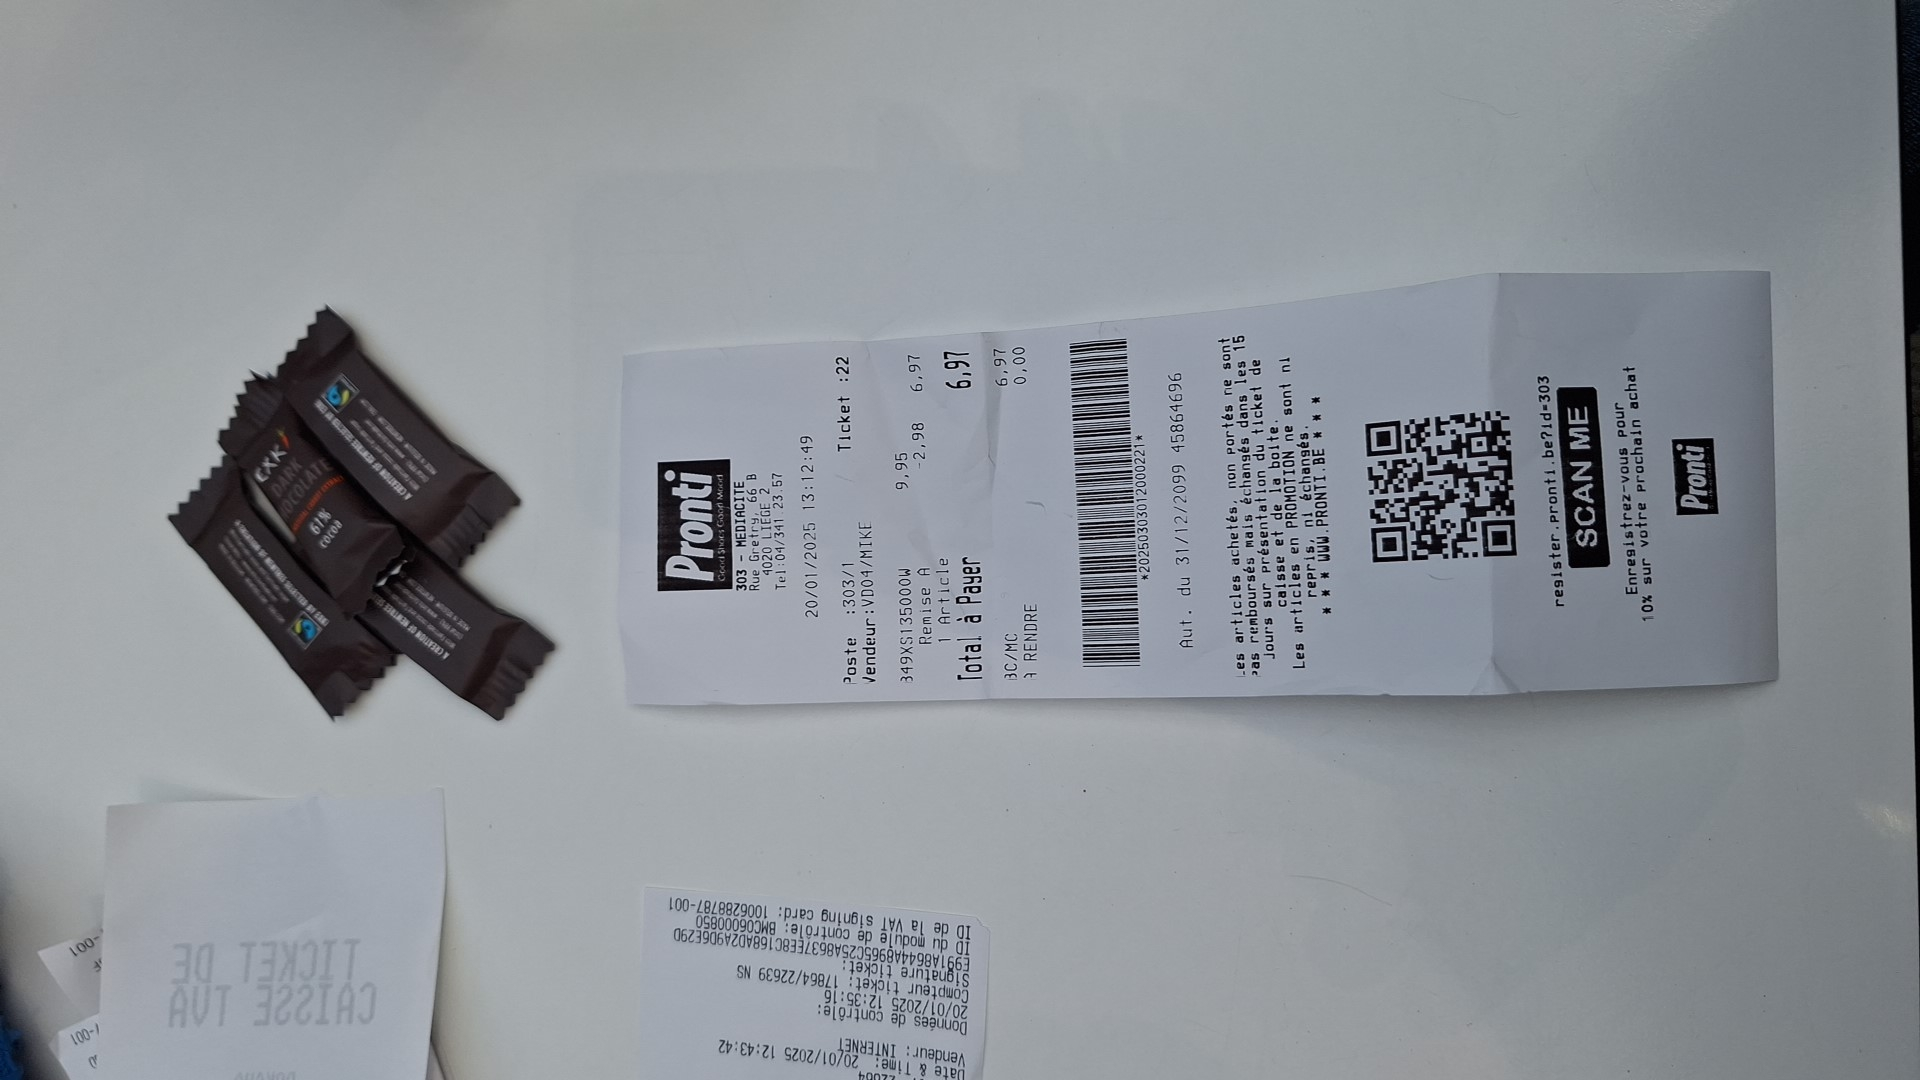 Pronti
Good Shoes Good Mood
303 - MEDIACITE
Rue Gretry, 66 B
4020 LIEGE 2
Tel:04/341.23.57
20/01/2025 13:12:49
Poste :303/1 Ticket :22
Vendeur:VD04/MIKE
9,95
Remise A -2,98 6,97
1 Article
Total à Payer 6,97
BC/MC 6,97
A RENDRE 0,00
*20250303012000221*
Aut. du 31/12/2099 45864696
Les articles achetés, non portés ne sont
pas remboursés mais échangés dans les 15
jours sur présentation du ticket de
caisse et de la boîte.
Les articles en PROMOTION ne sont ni
repris, ni échangés.
* * * WWW.PRONTI.BE * * *
register.pronti.be?id=303
SCAN ME
Enregistrez-vous pour
10% sur votre prochain achat
Pronti
DARK
CHOCOLATE
61%
cocoa
A CREATION OF NEWTREE
TICKET DE
CAISSE TVA
Date & Time: 20/01/2025 12:43:42
Vendeur : INTERNET
Données de contrôle:
20/01/2025 12:35:16
Compteur ticket: 17864/22639 NS
Signature ticket:
E991A86444A8965C25A8637EE8C168AD2A9D6E29D
ID du module de contrôle: BMC06000850
ID de la VAT signing card: 1006288787-001